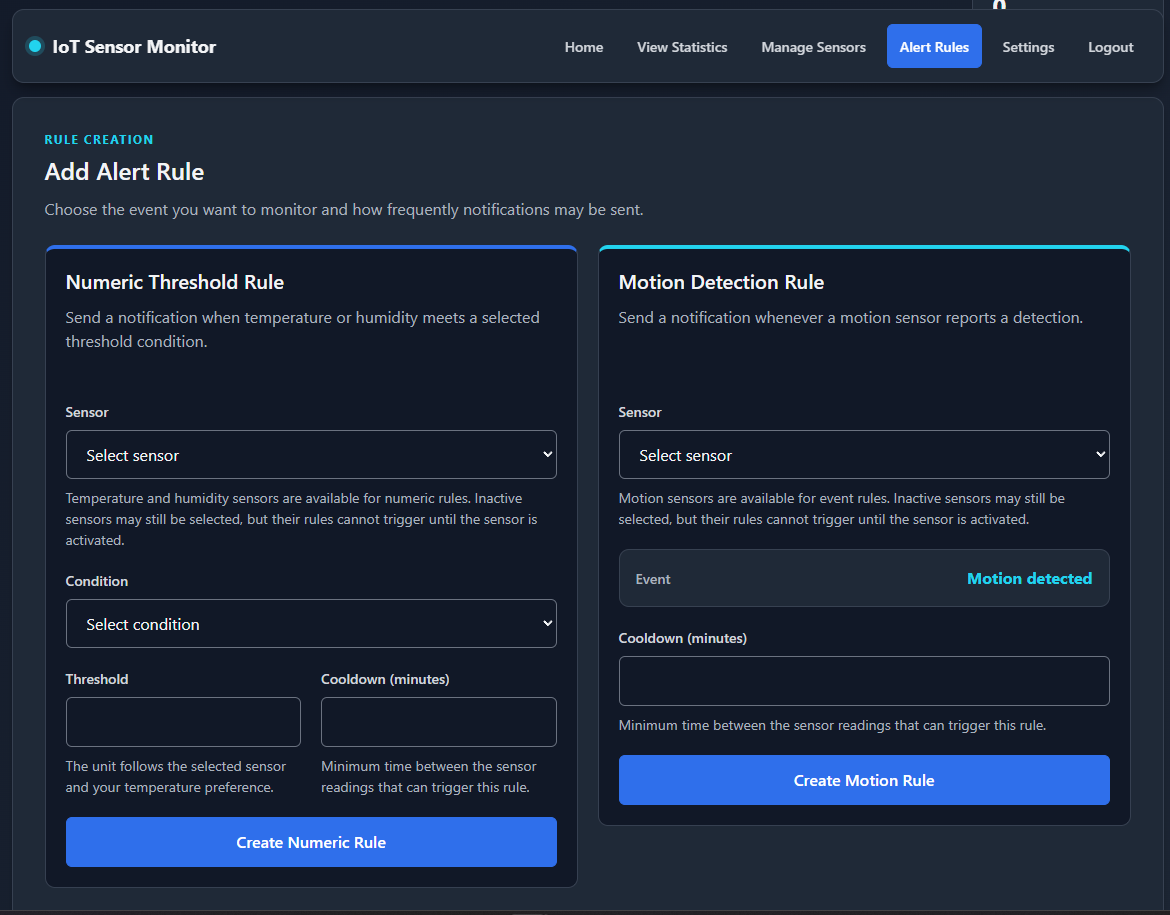 0
IoT Sensor Monitor
Home
View Statistics
Manage Sensors
Alert Rules
Settings
Logout
RULE CREATION
Add Alert Rule
Choose the event you want to monitor and how frequently notifications may be sent.
Numeric Threshold Rule
Send a notification when temperature or humidity meets a selected
threshold condition.
Sensor
Select sensor
Temperature and humidity sensors are available for numeric rules. Inactive
sensors may still be selected, but their rules cannot trigger until the sensor is
activated.
Condition
Select condition
Threshold
The unit follows the selected sensor
and your temperature preference.
Cooldown (minutes)
Minimum time between the sensor
readings that can trigger this rule.
Create Numeric Rule
Motion Detection Rule
Send a notification whenever a motion sensor reports a detection.
Sensor
Select sensor
Motion sensors are available for event rules. Inactive sensors may still be
selected, but their rules cannot trigger until the sensor is activated.
Event
Motion detected
Cooldown (minutes)
Minimum time between the sensor readings that can trigger this rule.
Create Motion Rule